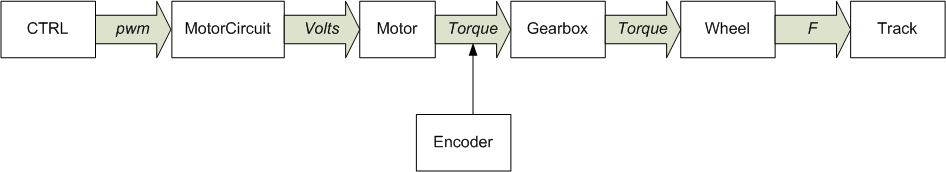 CTRL
pwm
MotorCircuit
Volts
Motor
Torque
Gearbox
Torque
Wheel
F
Track
Encoder